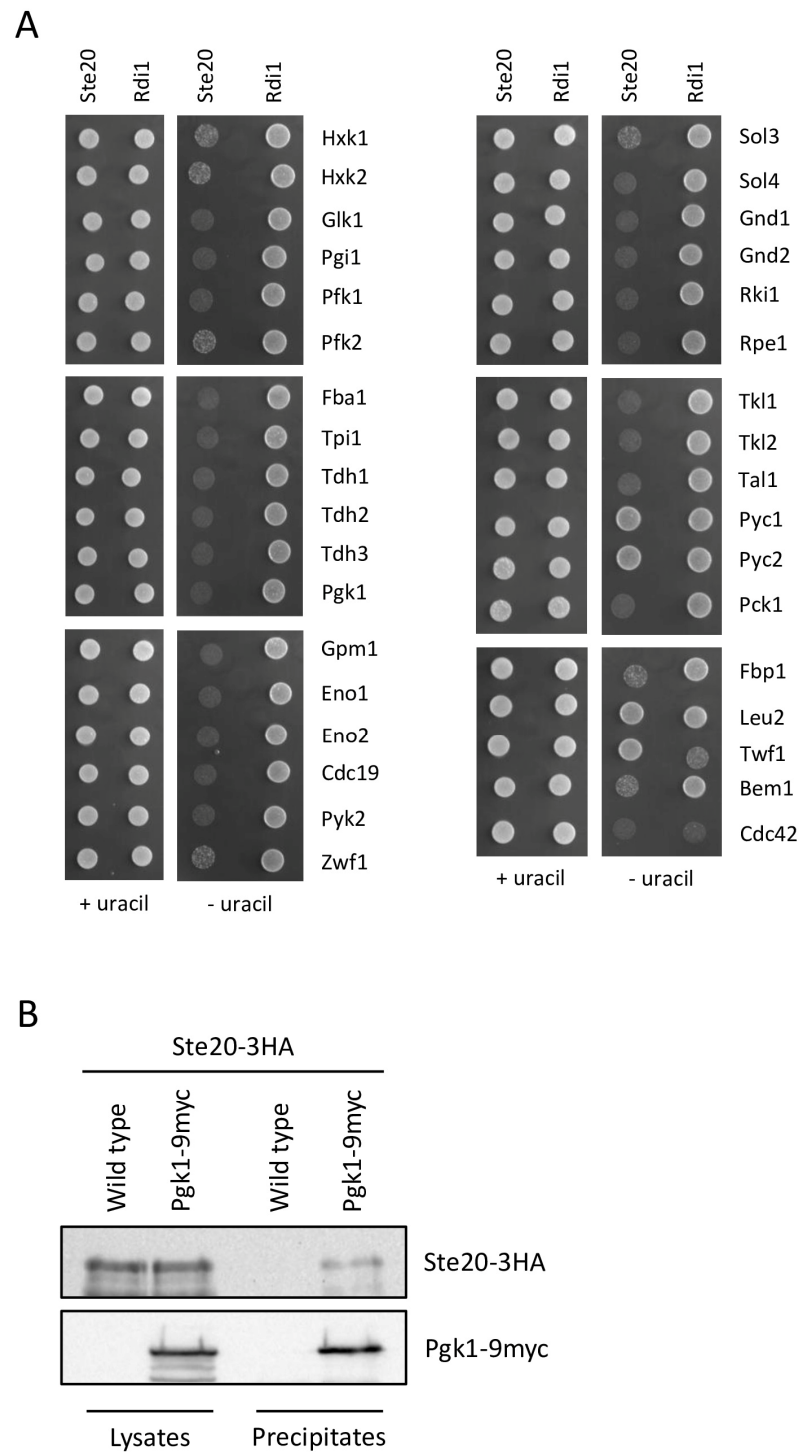 A
Ste20 Rdi1 Ste20 Rdi1
Hxk1
Hxk2
Glk1
Pgi1
Pfk1
Pfk2
Fba1
Tpi1
Tdh1
Tdh2
Tdh3
Pgk1
Gpm1
Eno1
Eno2
Cdc19
Pyk2
Zwf1
+ uracil - uracil
Ste20 Rdi1 Ste20 Rdi1
Sol3
Sol4
Gnd1
Gnd2
Rki1
Rpe1
Tkl1
Tkl2
Tal1
Pyc1
Pyc2
Pck1
Fbp1
Leu2
Twf1
Bem1
Cdc42
+ uracil - uracil
B
Ste20-3HA
Wild type Pgk1-9myc Wild type Pgk1-9myc
Ste20-3HA
Pgk1-9myc
Lysates Precipitates